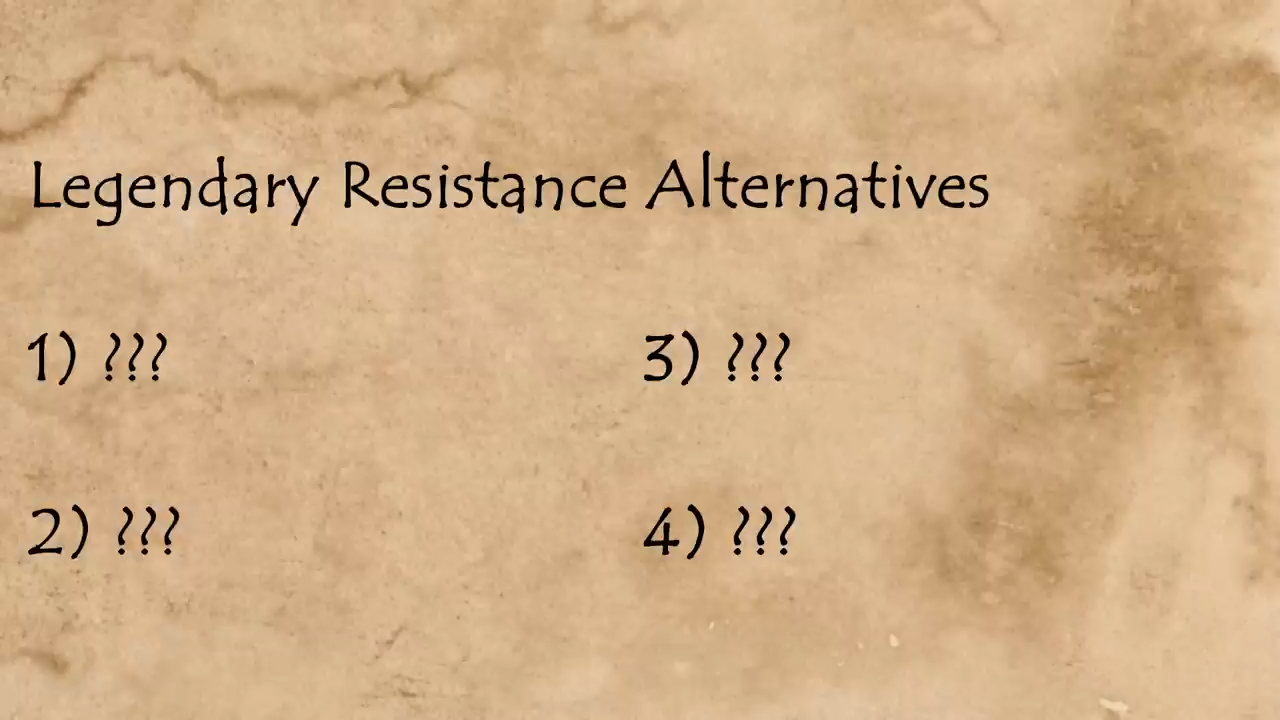 Legendary Resistance Alternatives
1) ???
2) ???
3) ???
4) ???